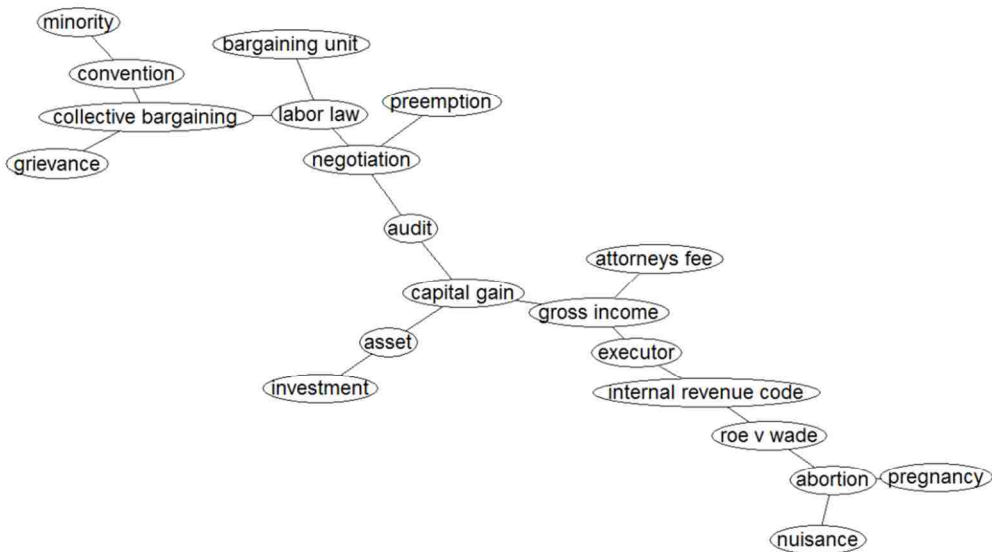 minority
bargaining unit
convention
preemption
collective bargaining
labor law
grievance
negotiation
audit
attorneys fee
capital gain
gross income
asset
executor
investment
internal revenue code
roe v wade
abortion
pregnancy
nuisance